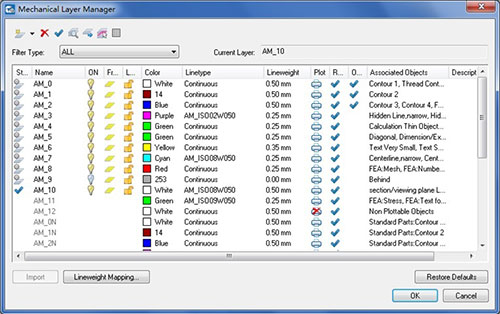 Mechanical Layer Manager
Filter Type: ALL Current Layer: AM_10
St... Name ON Fr... L... Color Linetype Lineweight Plot R... O... Associated Objects Descript
AM_0 White Continuous 0.50 mm Contour 1, Thread Cont...
AM_1 14 Continuous 0.50 mm Contour 2
AM_2 Blue Continuous 0.50 mm Contour 3, Contour 4, F...
AM_3 Purple AM_ISO02W050 0.25 mm Hidden Line,narrow, Hid...
AM_4 Green Continuous 0.25 mm Calculation Thin Object...
AM_5 Green Continuous 0.25 mm Diagonal, Dimension/Ex...
AM_6 Yellow Continuous 0.35 mm Text Very Small, Text S...
AM_7 Cyan AM_ISO08W050 0.25 mm Centerline,narrow, Cent...
AM_8 Red Continuous 0.25 mm FEA:Mesh, FEA:Numbe...
AM_9 253 Continuous 0.00 mm Behind
AM_10 White AM_ISO08W050 0.50 mm section/viewing plane L...
AM_11 Green AM_ISO09W050 0.25 mm FEA:Stress, FEA:Text fo...
AM_12 White Continuous 0.50 mm Non Plottable Objects
AM_0N White Continuous 0.50 mm Standard Parts:Contour ...
AM_1N 14 Continuous 0.50 mm Standard Parts:Contour 2
AM_2N Blue Continuous 0.50 mm Standard Parts:Contour ...
Import Lineweight Mapping... Restore Defaults
OK Cancel